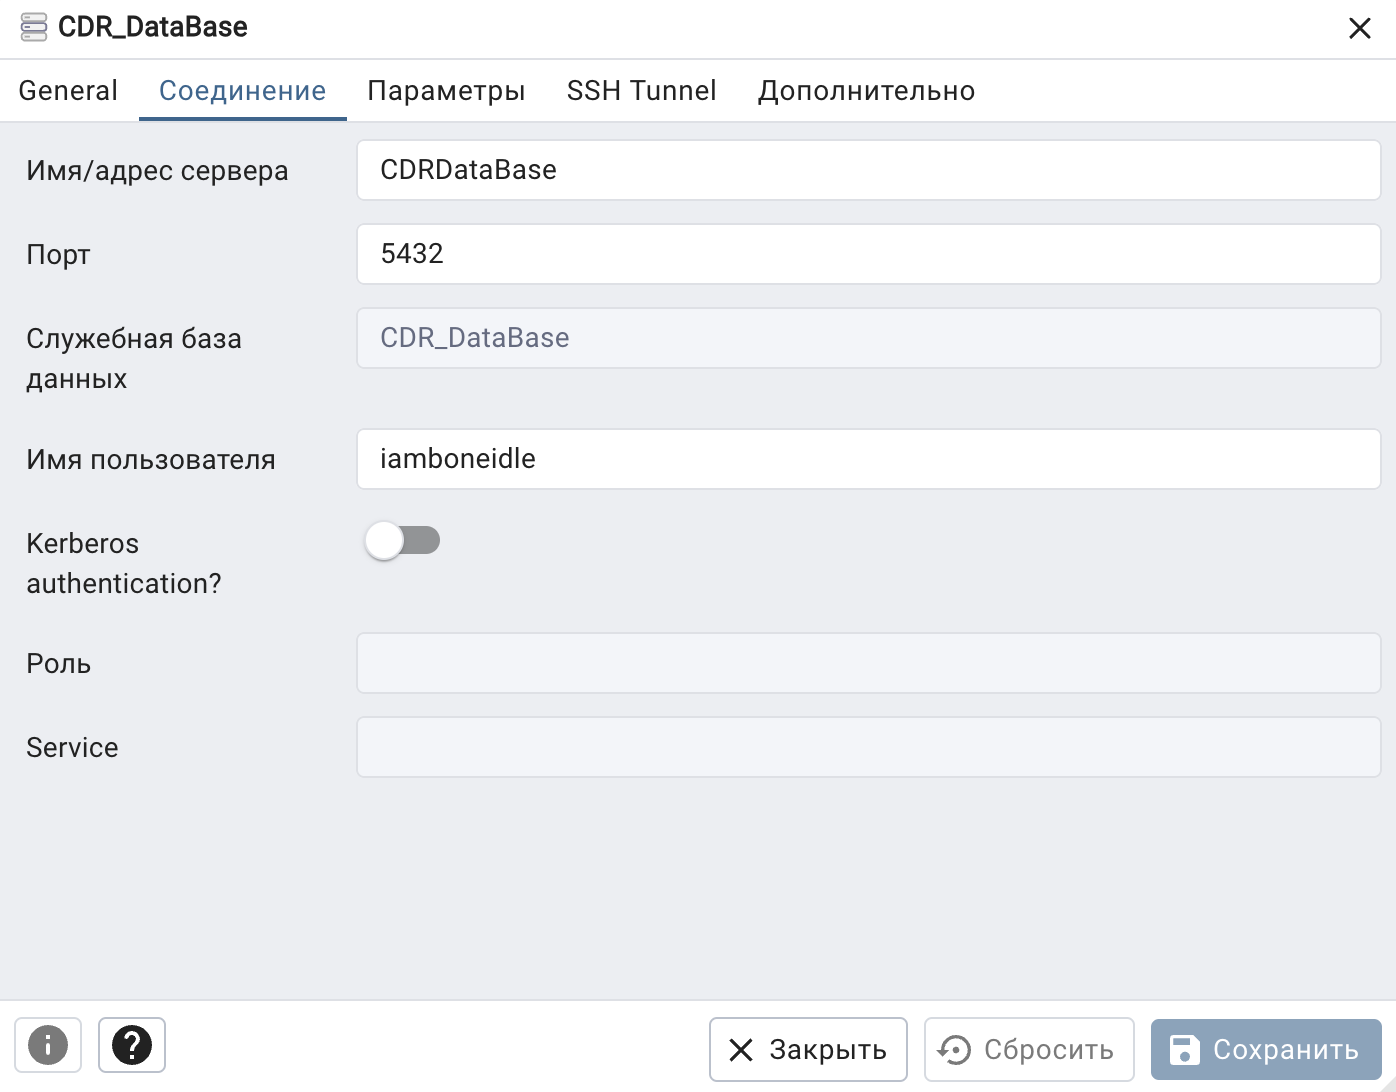 CDR_DataBase
General Соединение Параметры SSH Tunnel Дополнительно
Имя/адрес сервера CDRDataBase
Порт 5432
Служебная база данных CDR_DataBase
Имя пользователя iamboneidle
Kerberos authentication?
Роль
Service
Закрыть Сбросить Сохранить